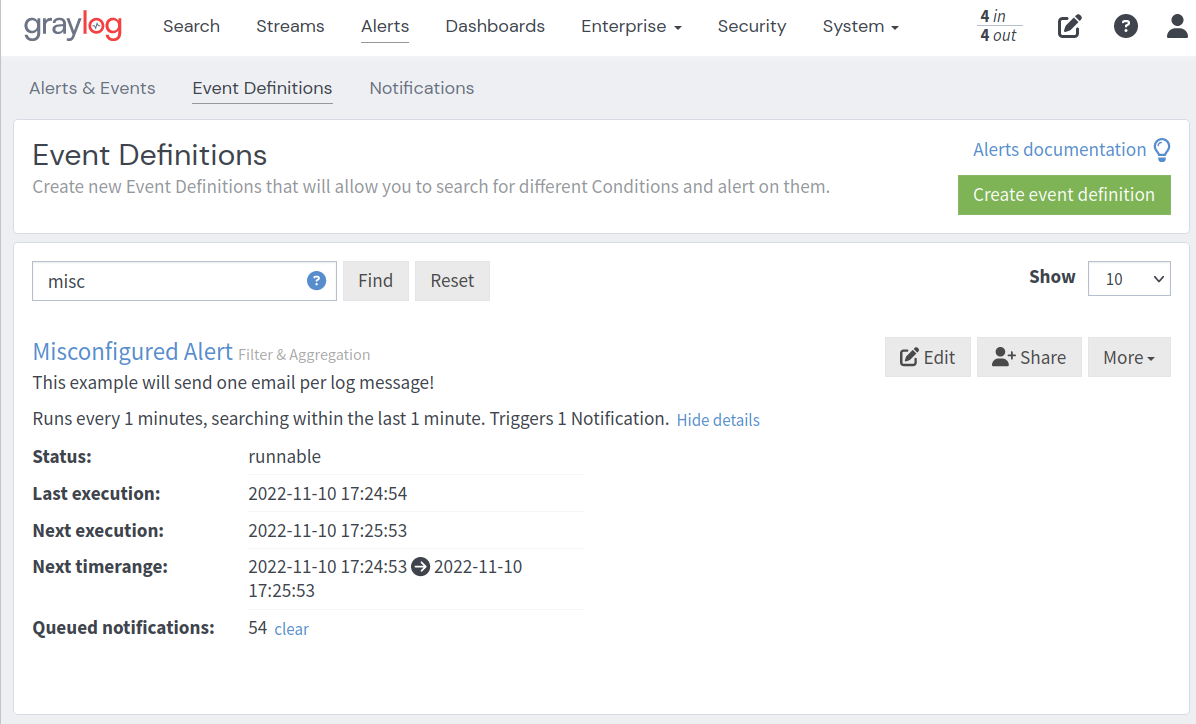 graylog Search Streams Alerts Dashboards Enterprise Security System 4 in
4 out
Alerts & Events Event Definitions Notifications
Event Definitions
Alerts documentation
Create new Event Definitions that will allow you to search for different Conditions and alert on them.
Create event definition
misc ? Find Reset Show 10
Misconfigured Alert Filter & Aggregation Edit Share More
This example will send one email per log message!
Runs every 1 minutes, searching within the last 1 minute. Triggers 1 Notification. Hide details
Status: runnable
Last execution: 2022-11-10 17:24:54
Next execution: 2022-11-10 17:25:53
Next timerange: 2022-11-10 17:24:53 2022-11-10
17:25:53
Queued notifications: 54 clear